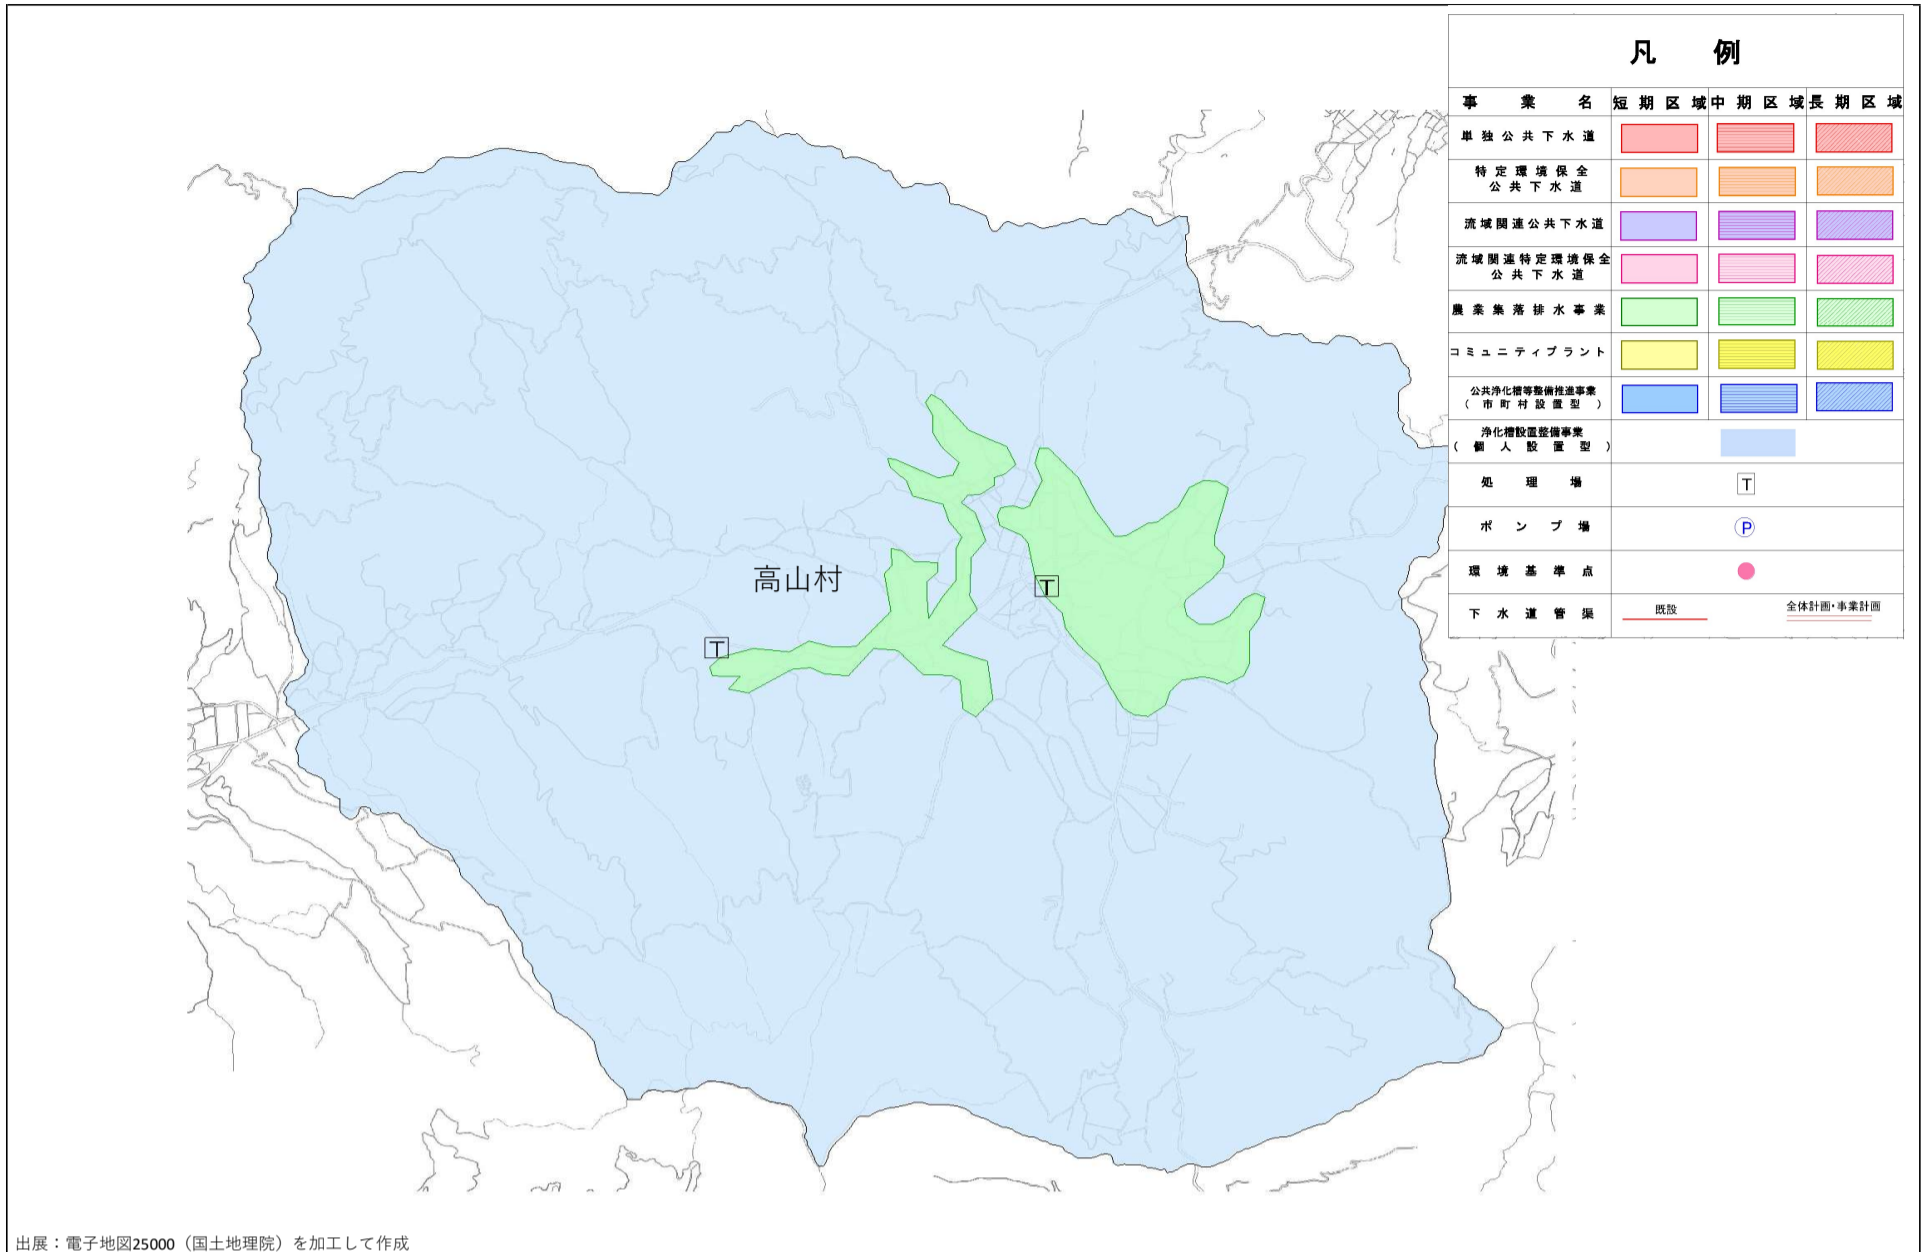 凡 例
事業名 短期区域 中期区域 長期区域
単独公共下水道
特定環境保全
公共下水道
流域関連公共下水道
流域関連特定環境保全
公共下水道
農業集落排水事業
コミュニティプラント
公共浄化槽等整備推進事業
(市町村設置型)
浄化槽設置整備事業
(個人設置型)
処理場 T
ポンプ場 P
環境基準点
下水道管渠 既設 全体計画・事業計画
高山村
T
T
出展：電子地図25000（国土地理院）を加工して作成